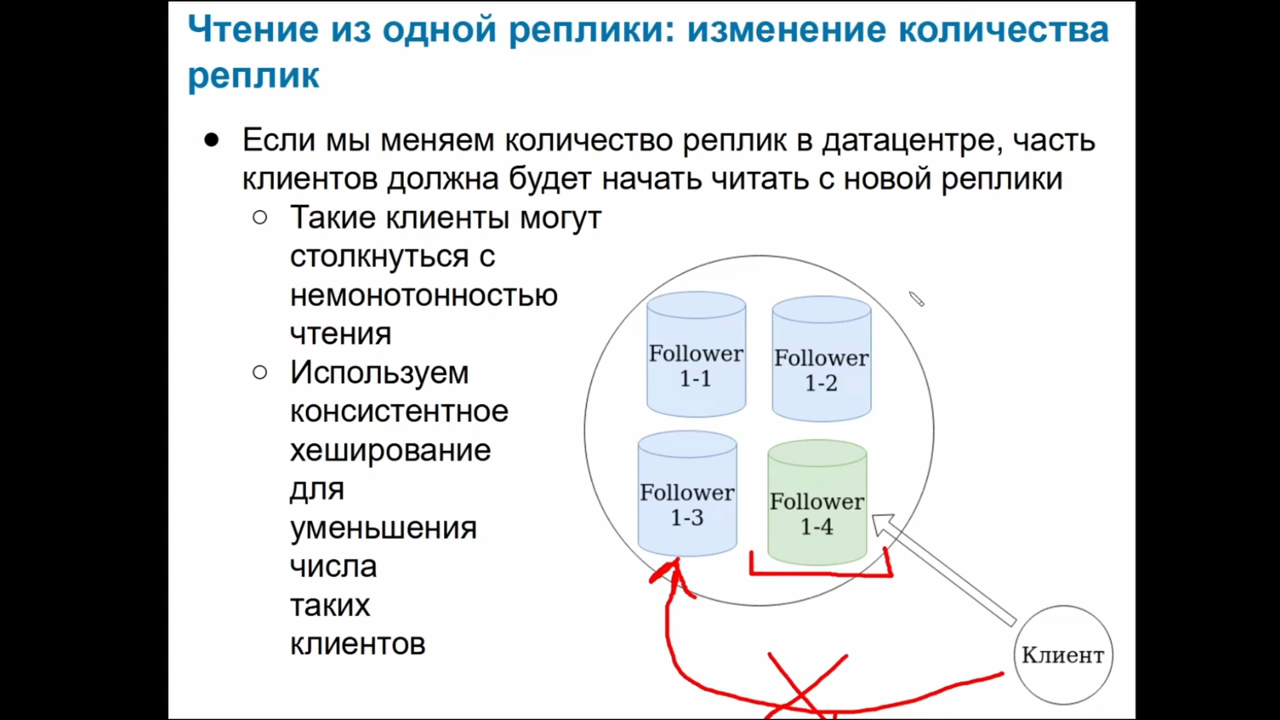 Чтение из одной реплики: изменение количества
реплик
● Если мы меняем количество реплик в датацентре, часть
клиентов должна будет начать читать с новой реплики
○ Такие клиенты могут
столкнуться с
немонотонностью
чтения
○ Используем
консистентное
хеширование
для
уменьшения
числа
таких
клиентов
Follower
1-1
Follower
1-2
Follower
1-3
Follower
1-4
Клиент